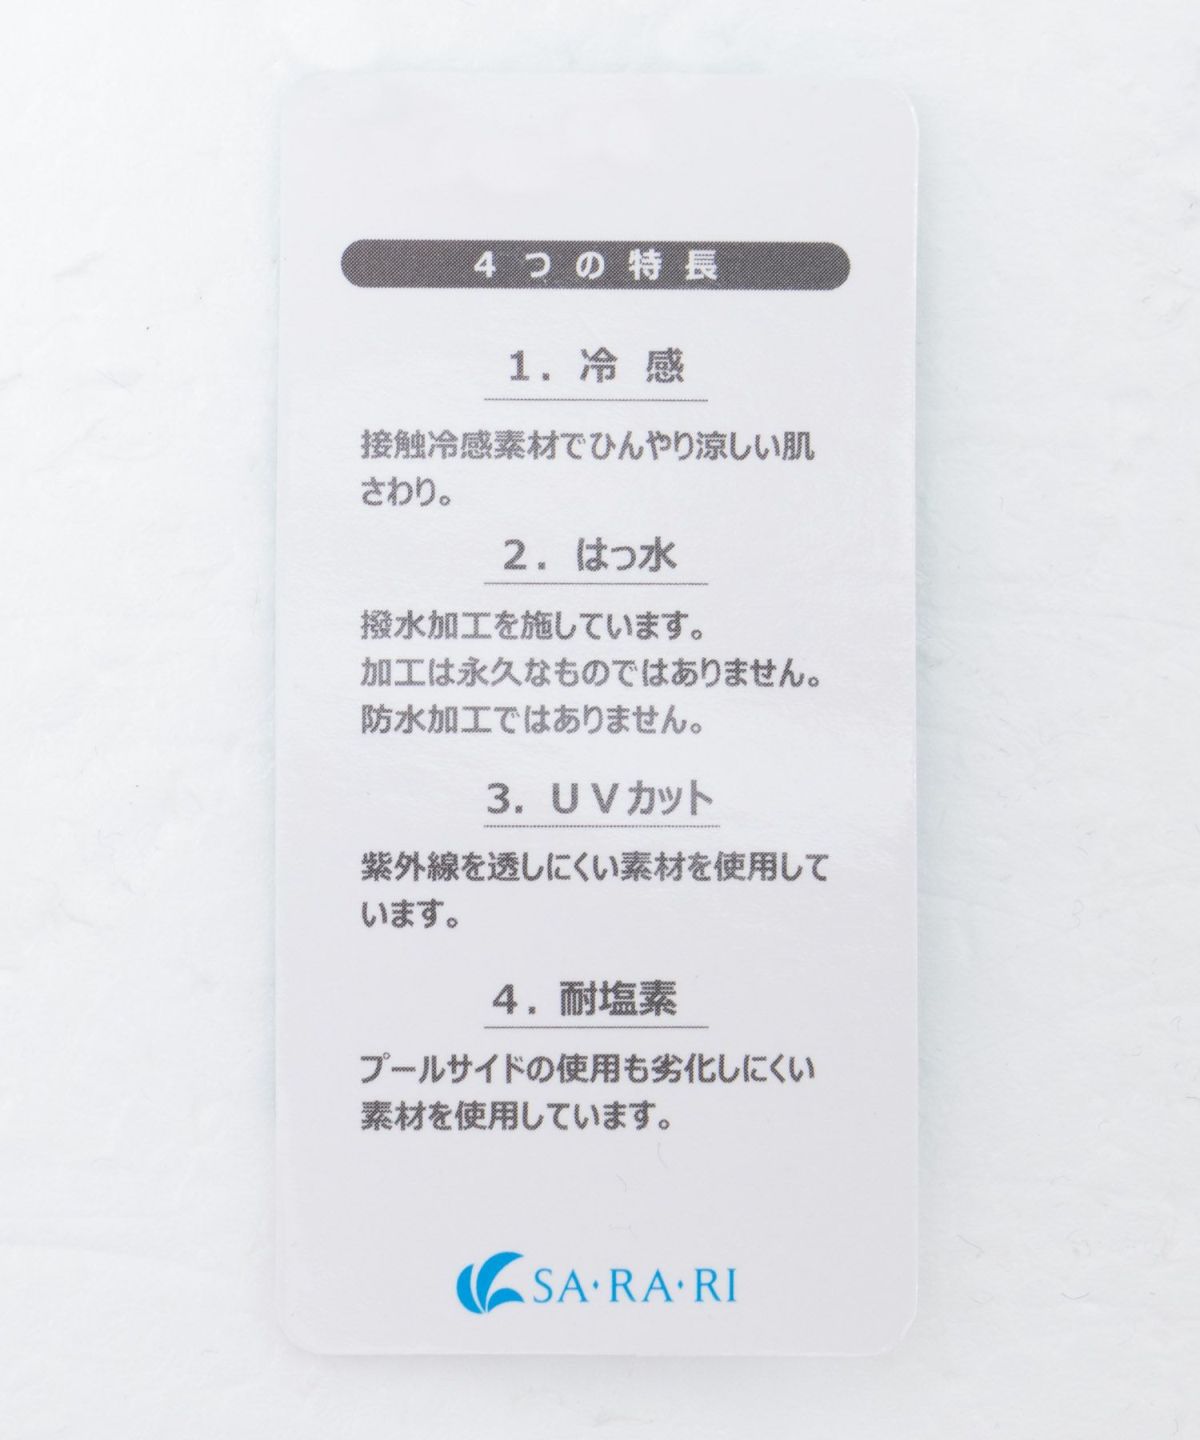 4つの特長
1. 冷感
接触冷感素材でひんやり涼しい肌
さわり。
2. はっ水
撥水加工を施しています。
加工は永久なものではありません。
防水加工ではありません。
3. UVカット
紫外線を透しにくい素材を使用して
います。
4. 耐塩素
プールサイドの使用も劣化しにくい
素材を使用しています。
SA・RA・RI